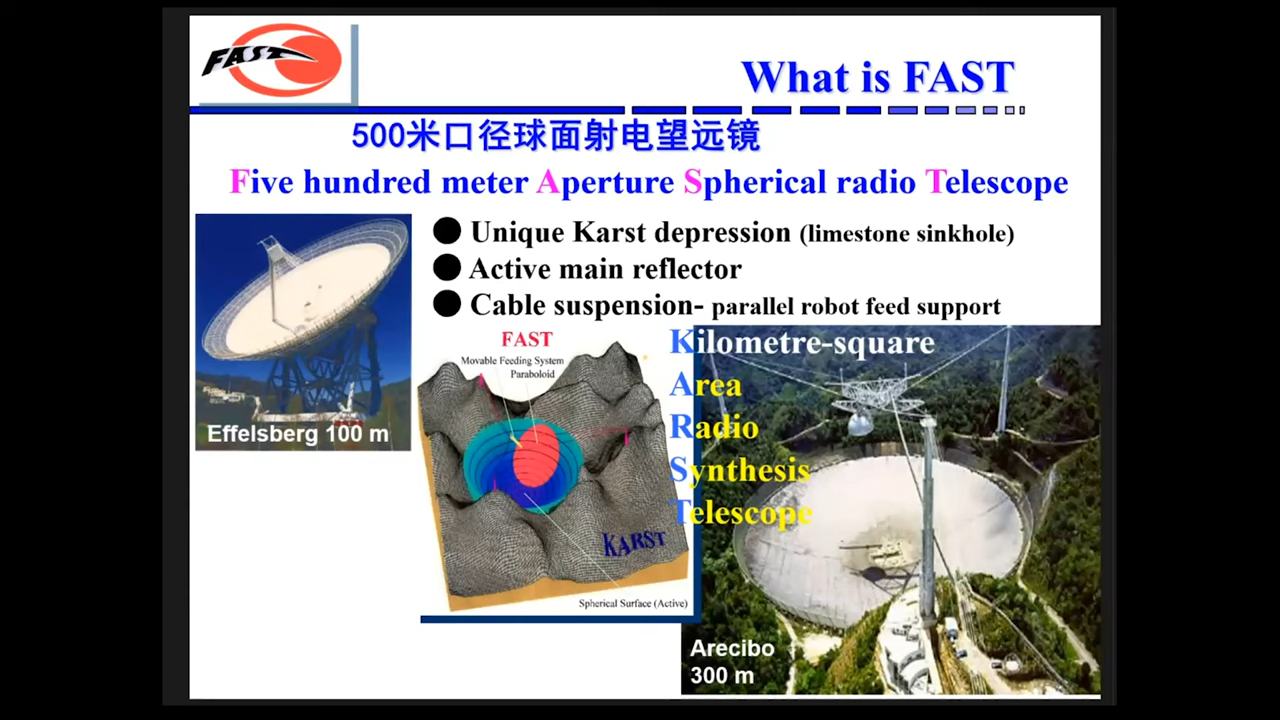 FAST
What is FAST
500米口径球面射电望远镜
Five hundred meter Aperture Spherical radio Telescope
● Unique Karst depression (limestone sinkhole)
● Active main reflector
● Cable suspension- parallel robot feed support
Effelsberg 100 m
FAST
Movable Feeding System
Paraboloid
KARST
Spherical Surface (Active)
Kilometre-square
Area
Radio
Synthesis
Telescope
Arecibo
300 m